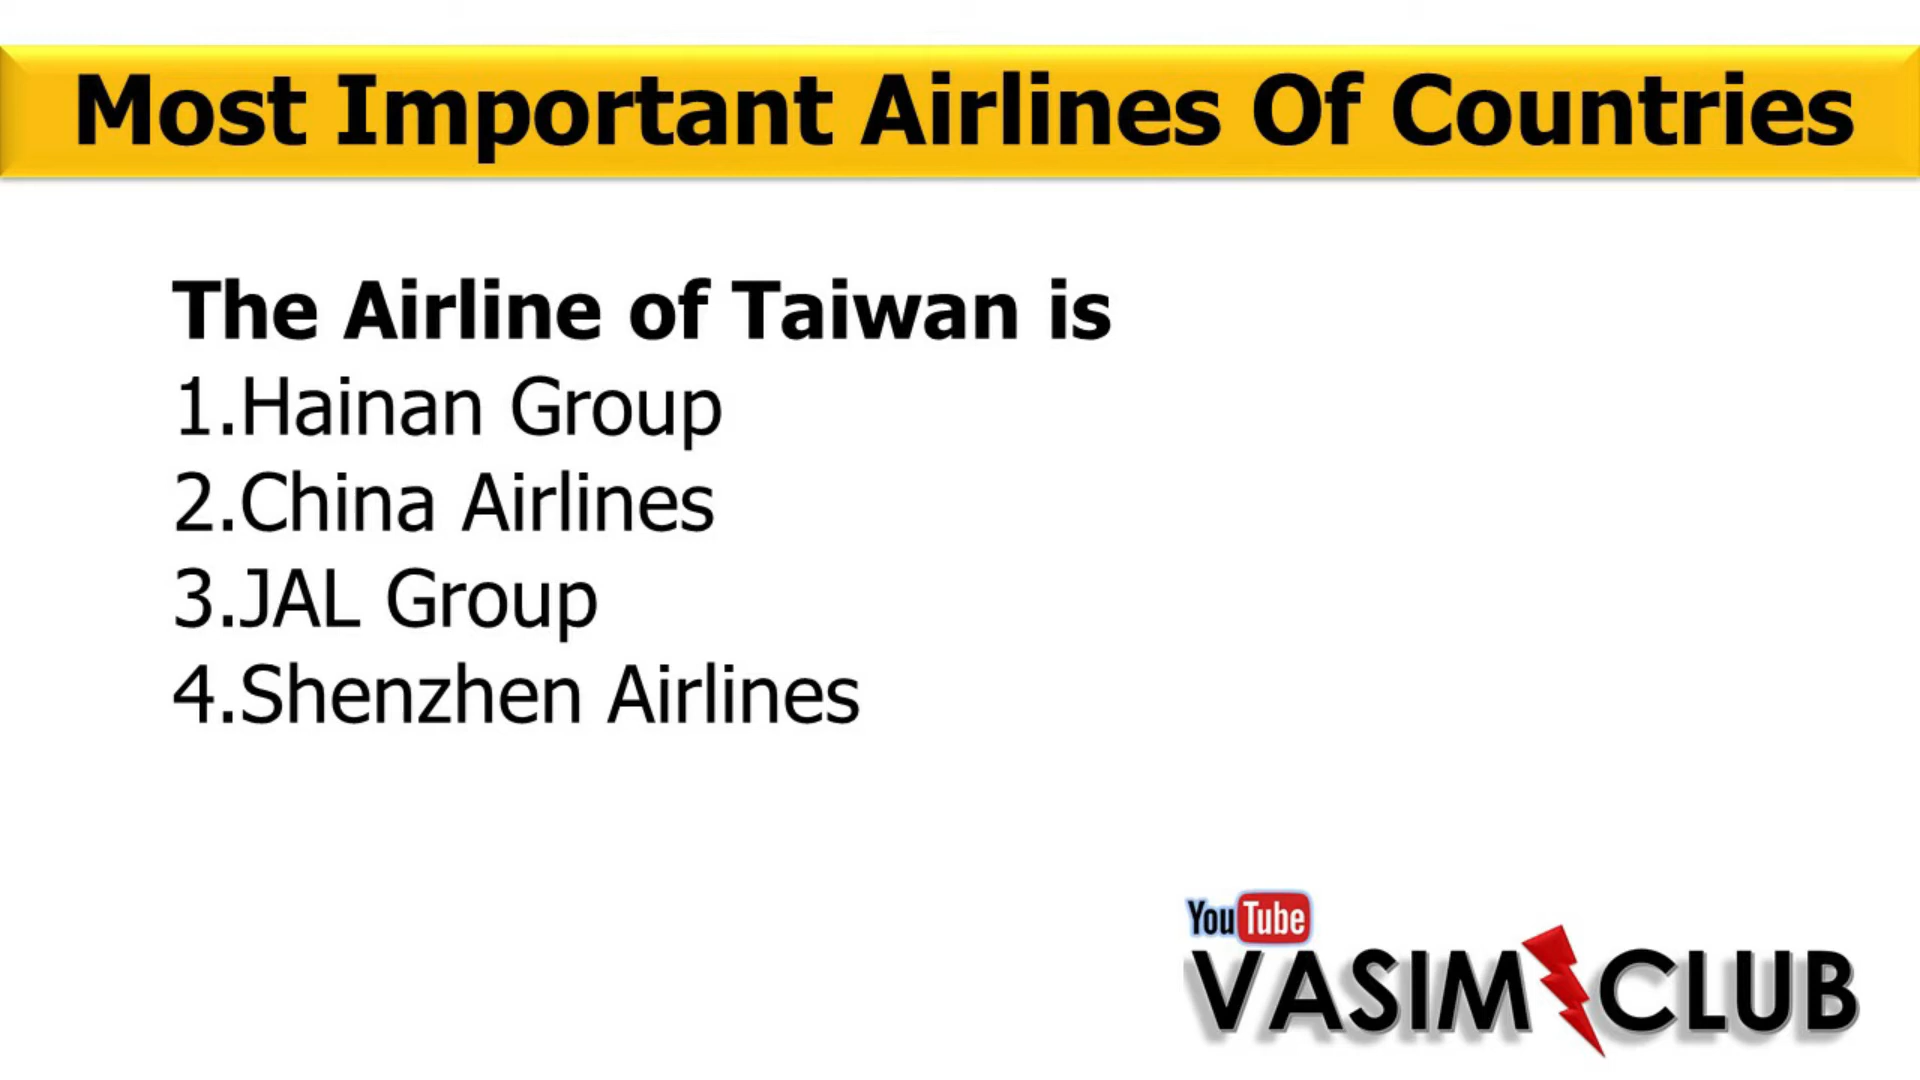 Most Important Airlines Of Countries
The Airline of Taiwan is
1.Hainan Group
2.China Airlines
3.JAL Group
4.Shenzhen Airlines
YouTube
VASIM CLUB